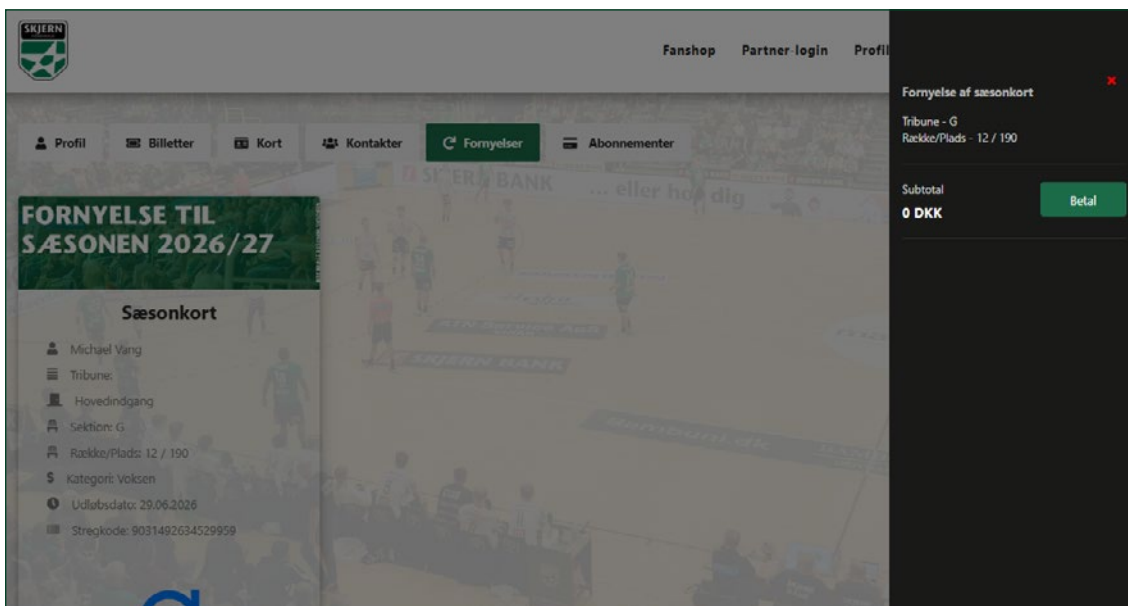 SKJERN
Fanshop Partner-login Profil
Profil Billetter Kort Kontakter Fornyelser Abonnementer
SKJERN BANK ... eller hos dig
FORNYELSE TIL
SÆSONEN 2026/27
Sæsonkort
Michael Vang
Tribune:
Hovedindgang
Sektion: G
Række/Plads: 12 / 190
Kategori: Voksen
Udløbsdato: 29.06.2026
Stregkode: 9031492634529959
SKJERN BANK
Fornyelse af sæsonkort
Tribune - G
Række/Plads - 12 / 190
Subtotal
0 DKK
Betal